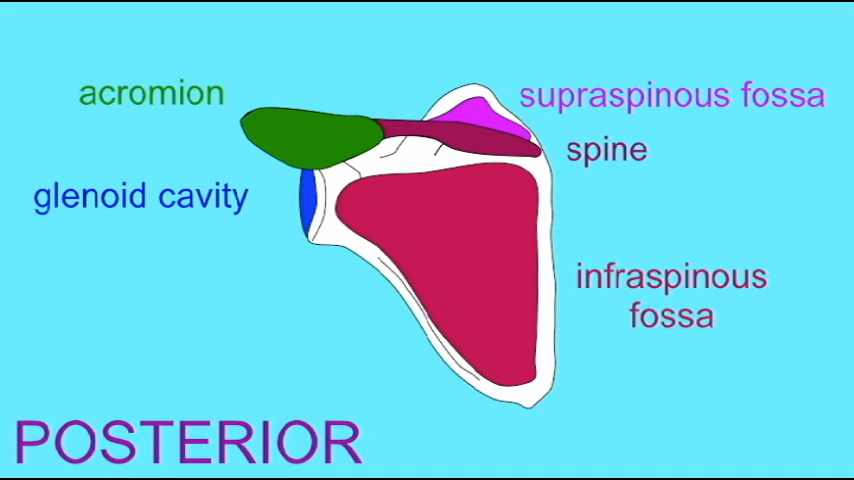 acromion
supraspinous fossa
spine
glenoid cavity
infraspinous
fossa
POSTERIOR